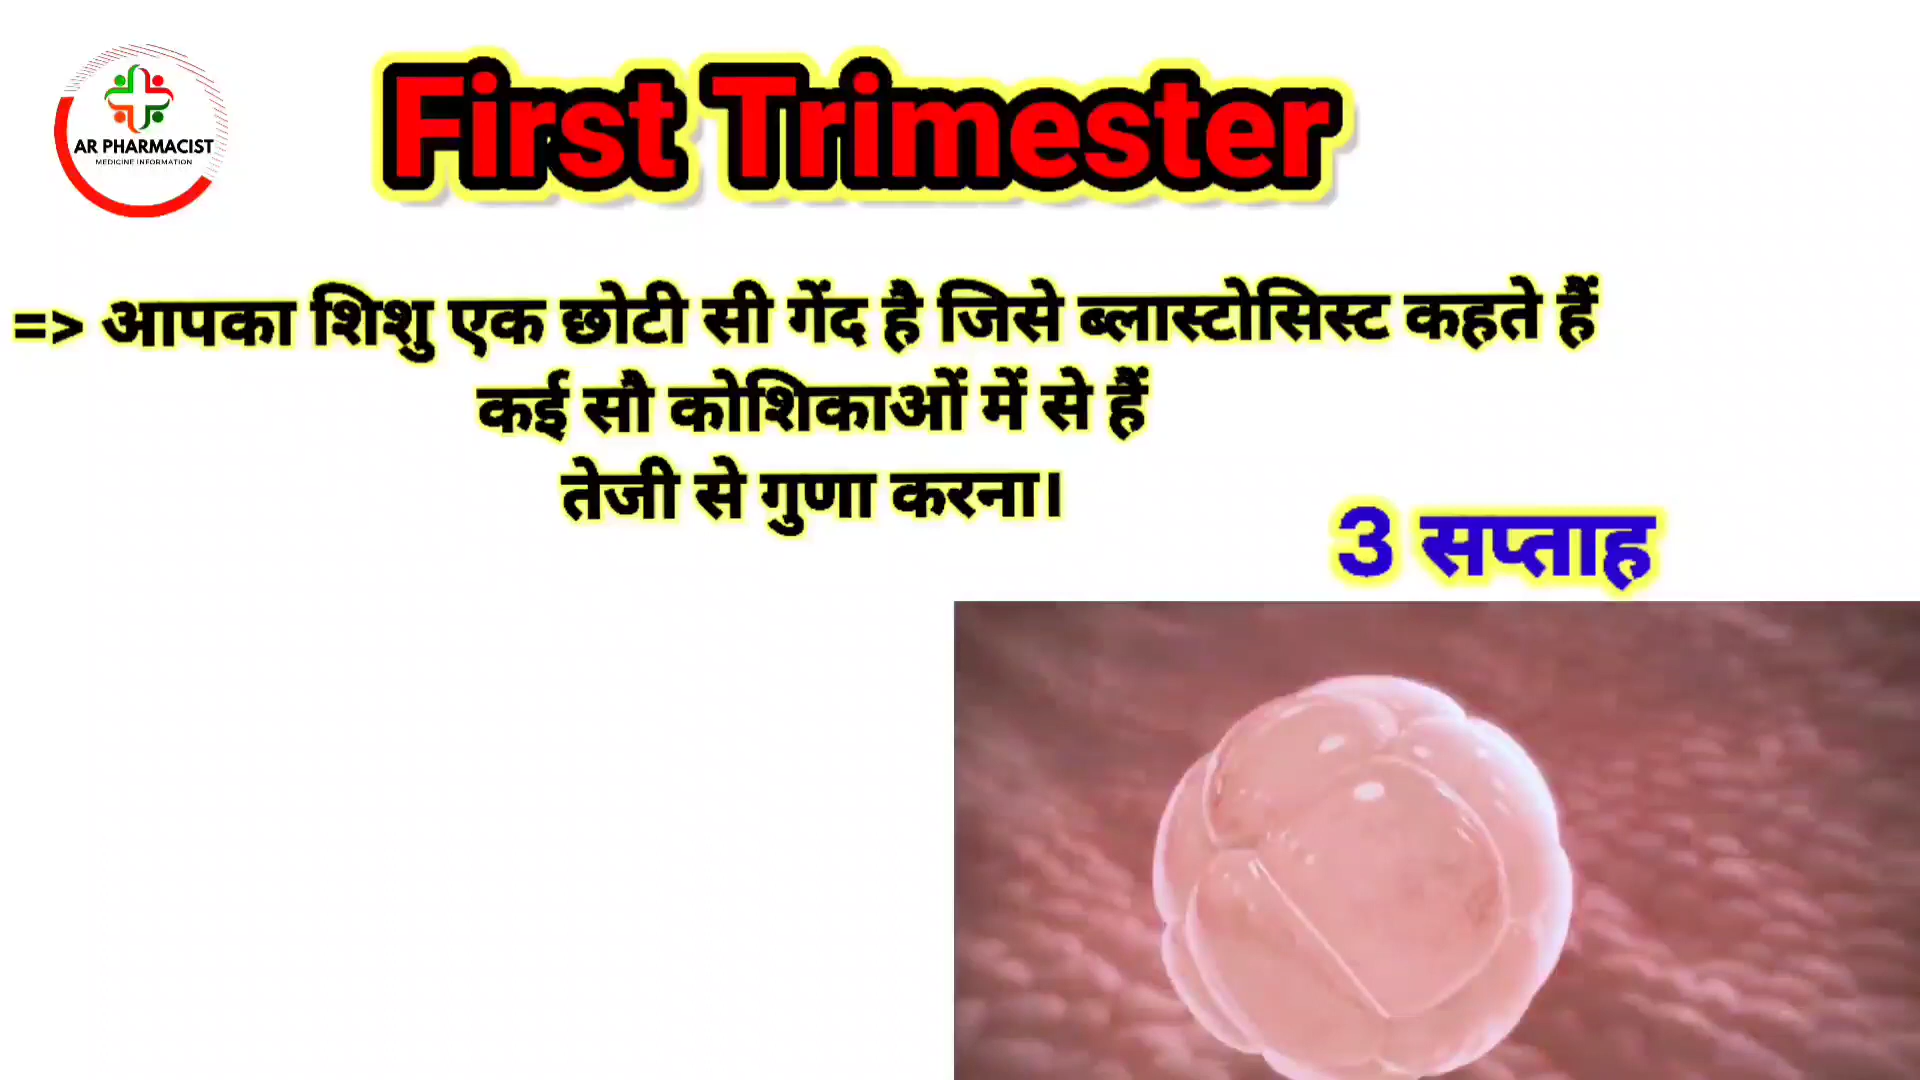 AR PHARMACIST
MEDICINE INFORMATION
First Trimester
=> आपका शिशु एक छोटी सी गेंद है जिसे ब्लास्टोसिस्ट कहते हैं
कई सौ कोशिकाओं में से हैं
तेजी से गुणा करना।
3 सप्ताह